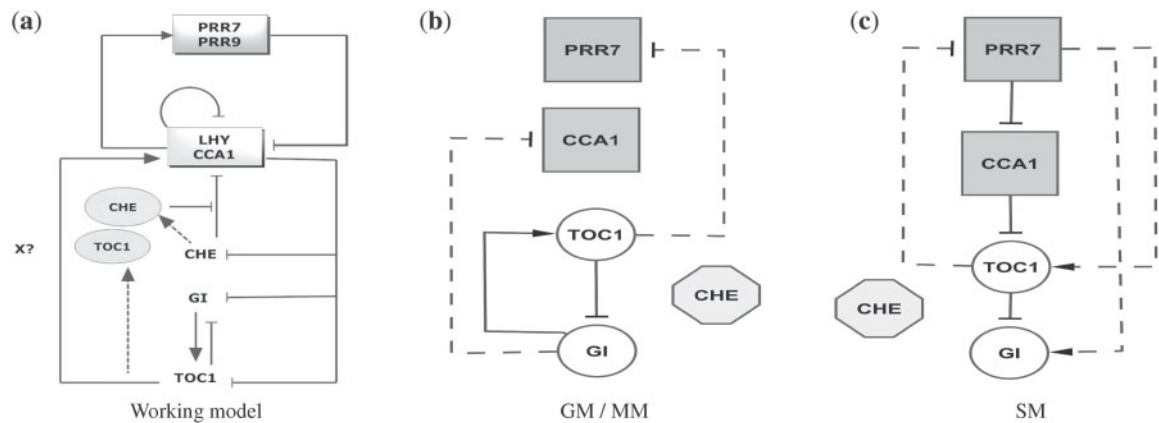 (a)
PRR7
PRR9
LHY
CCA1
CHE
TOC1
X?
CHE
GI
TOC1
Working model
(b)
PRR7
CCA1
TOC1
CHE
GI
GM / MM
(c)
PRR7
CCA1
TOC1
CHE
GI
SM